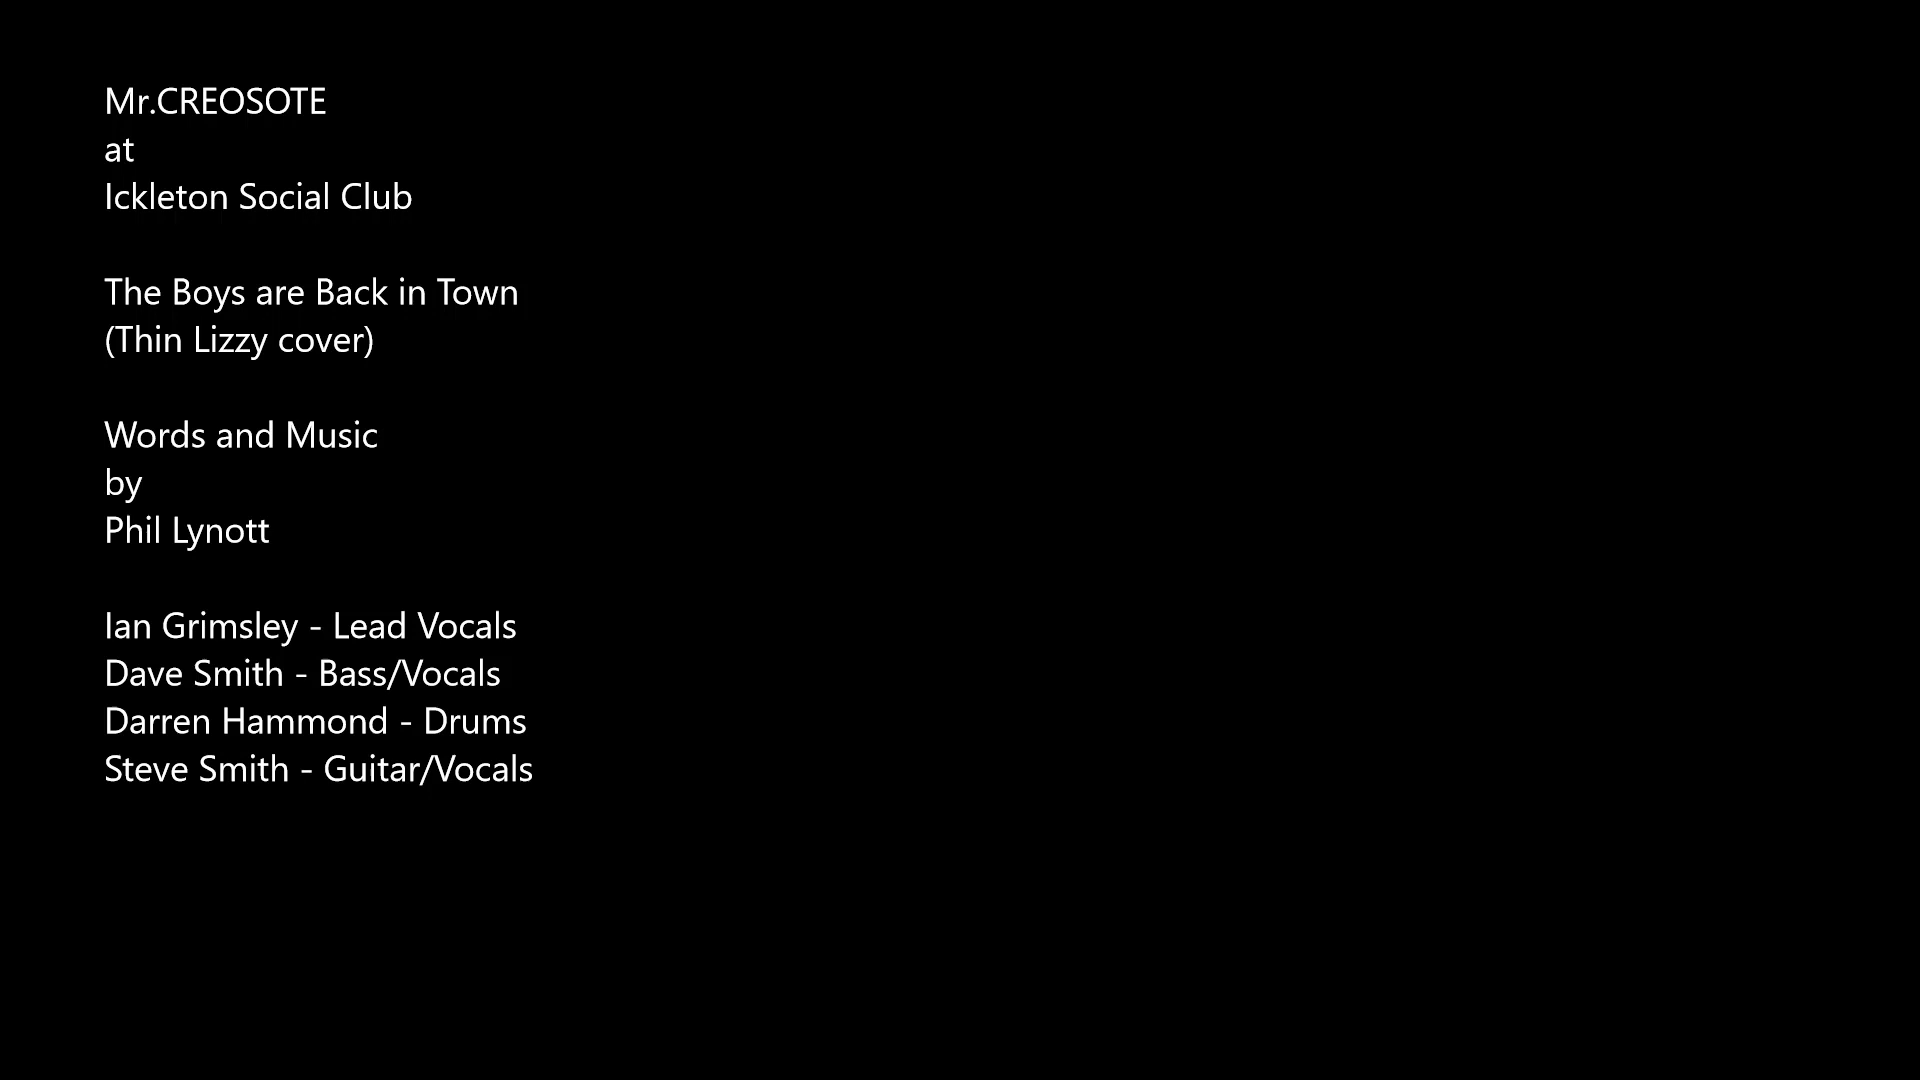 Mr.CREOSOTE
at
Ickleton Social Club
The Boys are Back in Town
(Thin Lizzy cover)
Words and Music
by
Phil Lynott
Ian Grimsley - Lead Vocals
Dave Smith - Bass/Vocals
Darren Hammond - Drums
Steve Smith - Guitar/Vocals